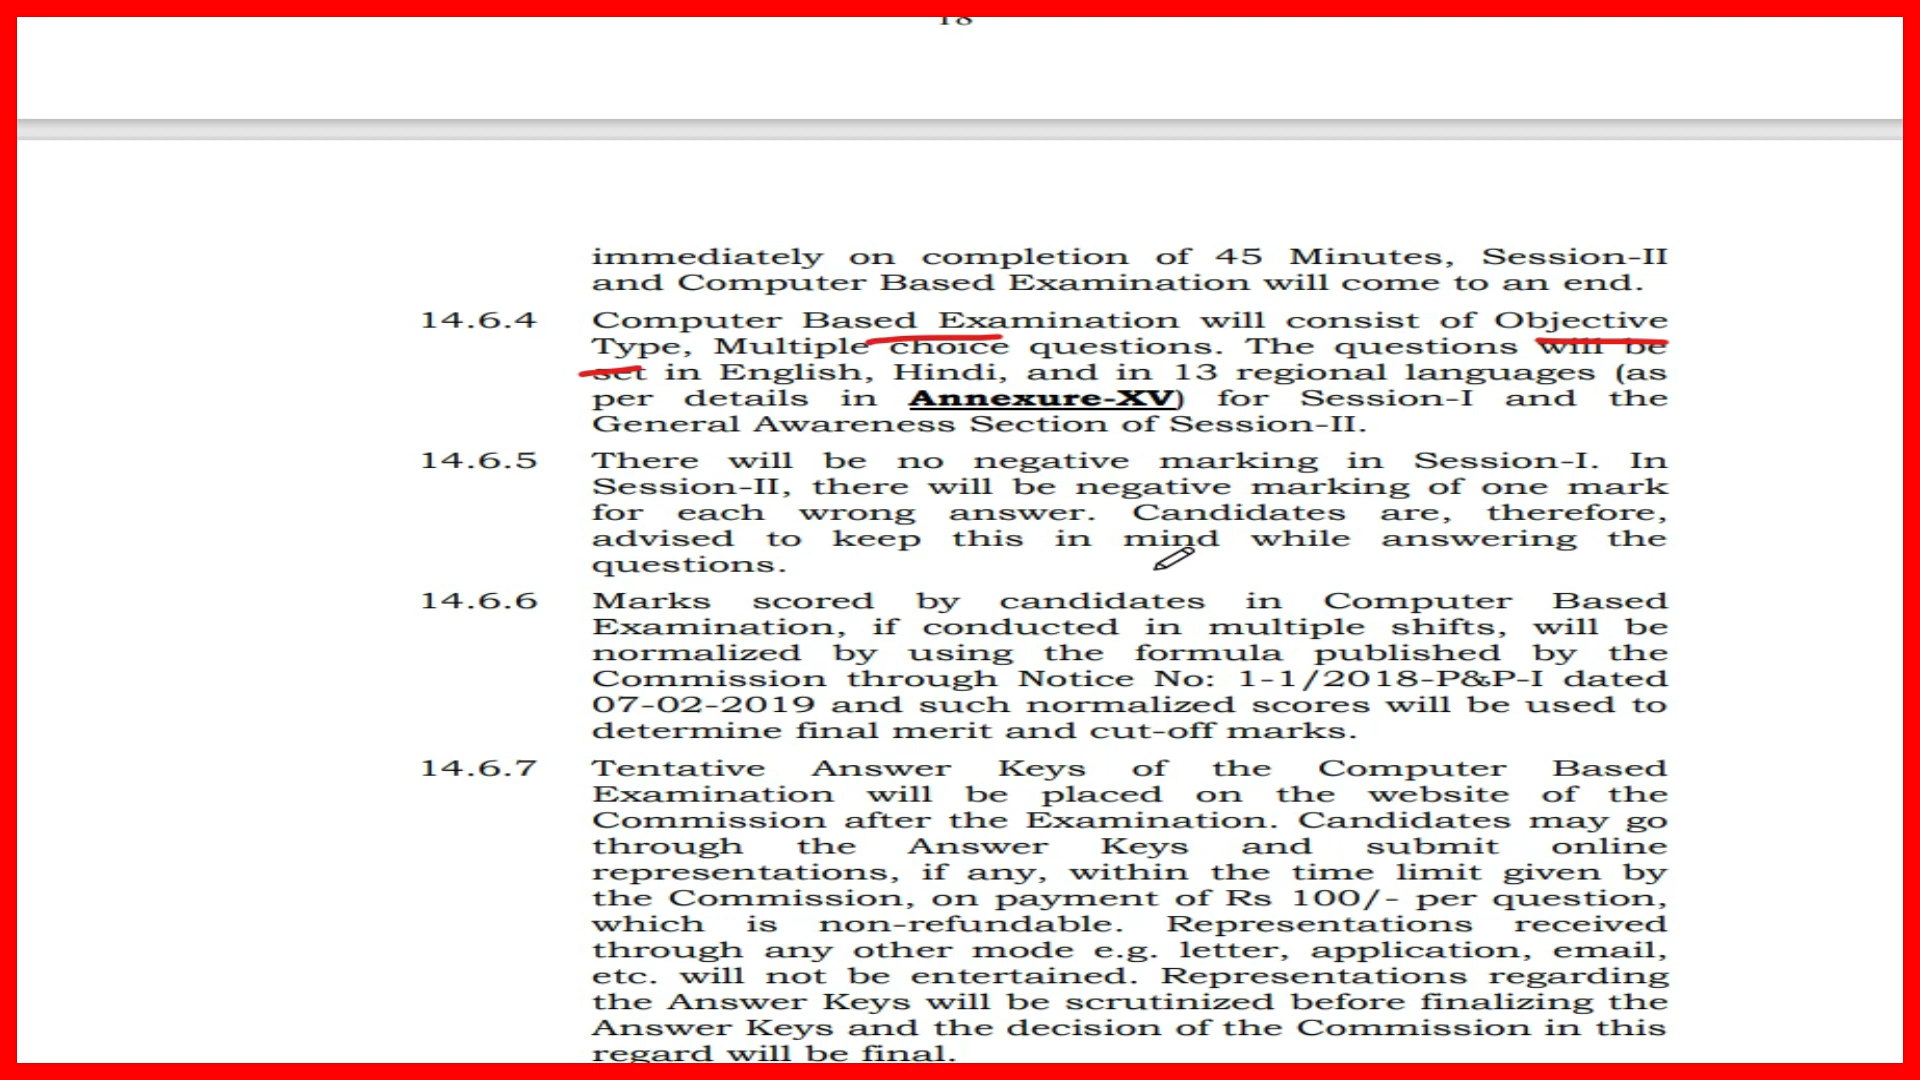 18
immediately on completion of 45 Minutes, Session-II
and Computer Based Examination will come to an end.
14.6.4 Computer Based Examination will consist of Objective
Type, Multiple choice questions. The questions will be
set in English, Hindi, and in 13 regional languages (as
per details in Annexure-XV) for Session-I and the
General Awareness Section of Session-II.
14.6.5 There will be no negative marking in Session-I. In
Session-II, there will be negative marking of one mark
for each wrong answer. Candidates are, therefore,
advised to keep this in mind while answering the
questions.
14.6.6 Marks scored by candidates in Computer Based
Examination, if conducted in multiple shifts, will be
normalized by using the formula published by the
Commission through Notice No: 1-1/2018-P&P-I dated
07-02-2019 and such normalized scores will be used to
determine final merit and cut-off marks.
14.6.7 Tentative Answer Keys of the Computer Based
Examination will be placed on the website of the
Commission after the Examination. Candidates may go
through the Answer Keys and submit online
representations, if any, within the time limit given by
the Commission, on payment of Rs 100/- per question,
which is non-refundable. Representations received
through any other mode e.g. letter, application, email,
etc. will not be entertained. Representations regarding
the Answer Keys will be scrutinized before finalizing the
Answer Keys and the decision of the Commission in this
regard will be final.